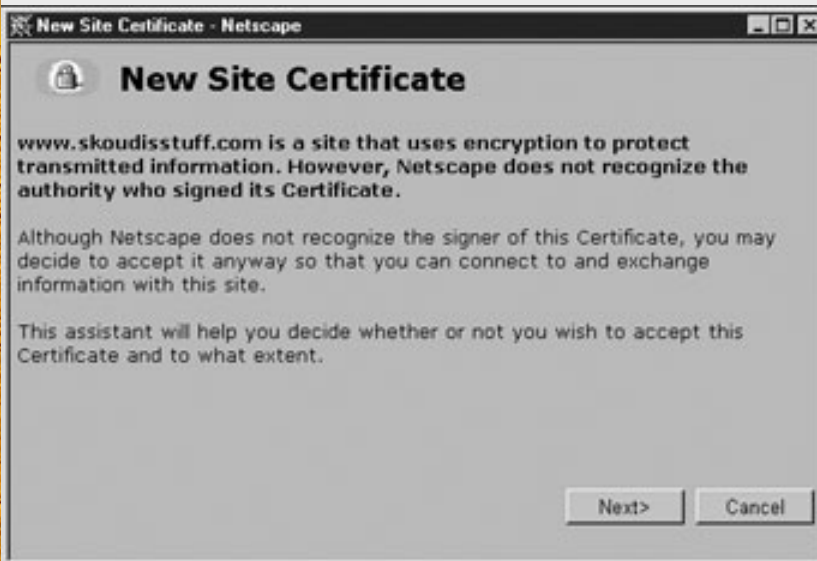 New Site Certificate - Netscape
New Site Certificate
www.skoudisstuff.com is a site that uses encryption to protect
transmitted information. However, Netscape does not recognize the
authority who signed its Certificate.
Although Netscape does not recognize the signer of this Certificate, you may
decide to accept it anyway so that you can connect to and exchange
information with this site.
This assistant will help you decide whether or not you wish to accept this
Certificate and to what extent.
Next>
Cancel